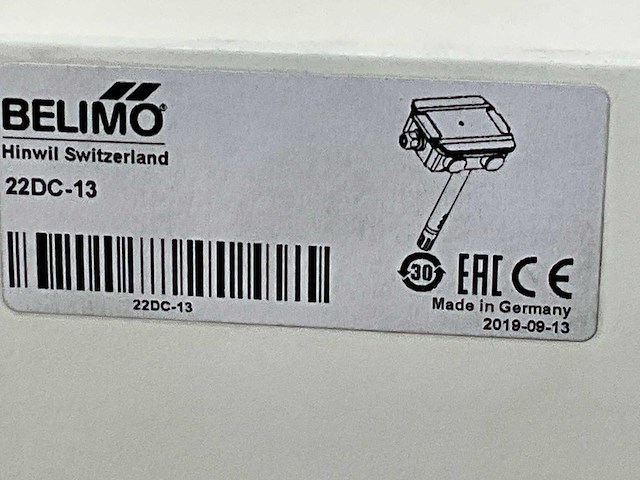 BELIMO®
Hinwil Switzerland
22DC-13
22DC-13
30
EAC CE
Made in Germany
2019-09-13